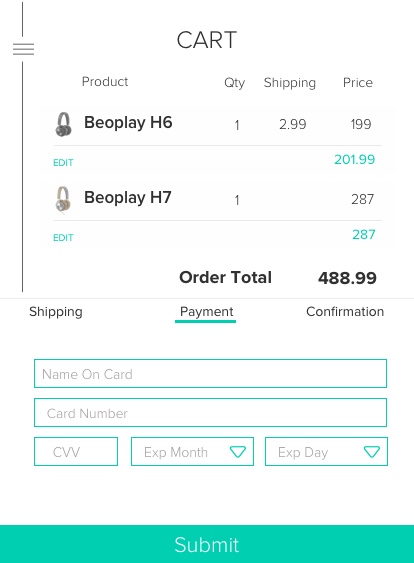 CART
Product Qty Shipping Price
Beoplay H6 1 2.99 199
EDIT 201.99
Beoplay H7 1 287
EDIT 287
Order Total 488.99
Shipping Payment Confirmation
Name On Card
Card Number
CVV Exp Month Exp Day
Submit